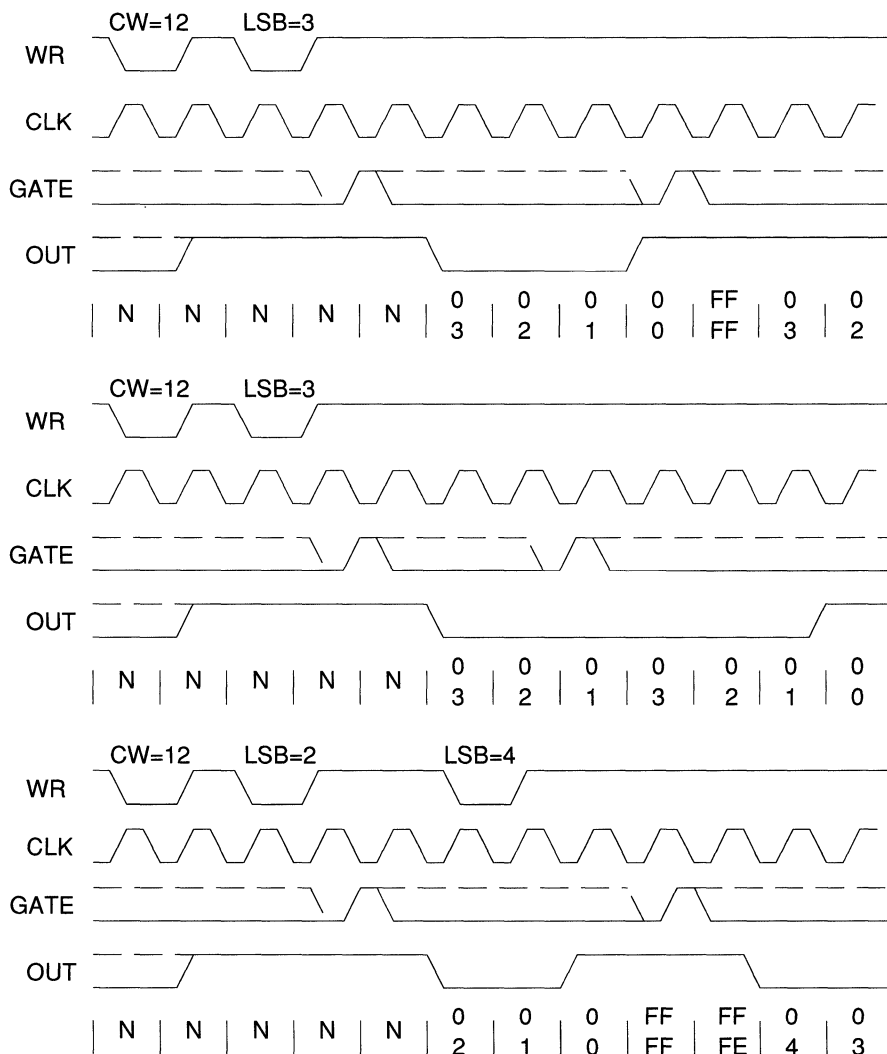 CW=12 LSB=3
WR
CLK
GATE
OUT
0 0 0 0 FF 0 0
N N N N N
3 2 1 0 FF 3 2
CW=12 LSB=3
WR
CLK
GATE
OUT
0 0 0 0 0 0 0
N N N N N
3 2 1 3 2 1 0
CW=12 LSB=2 LSB=4
WR
CLK
GATE
OUT
0 0 0 FF FF 0 0
N N N N N
2 1 0 FF FE 4 3